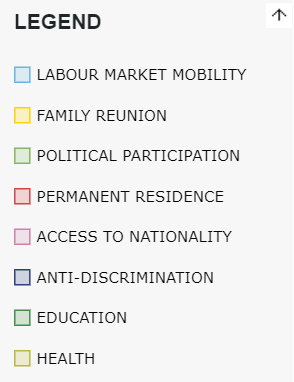 LEGEND
LABOUR MARKET MOBILITY
FAMILY REUNION
POLITICAL PARTICIPATION
PERMANENT RESIDENCE
ACCESS TO NATIONALITY
ANTI-DISCRIMINATION
EDUCATION
HEALTH